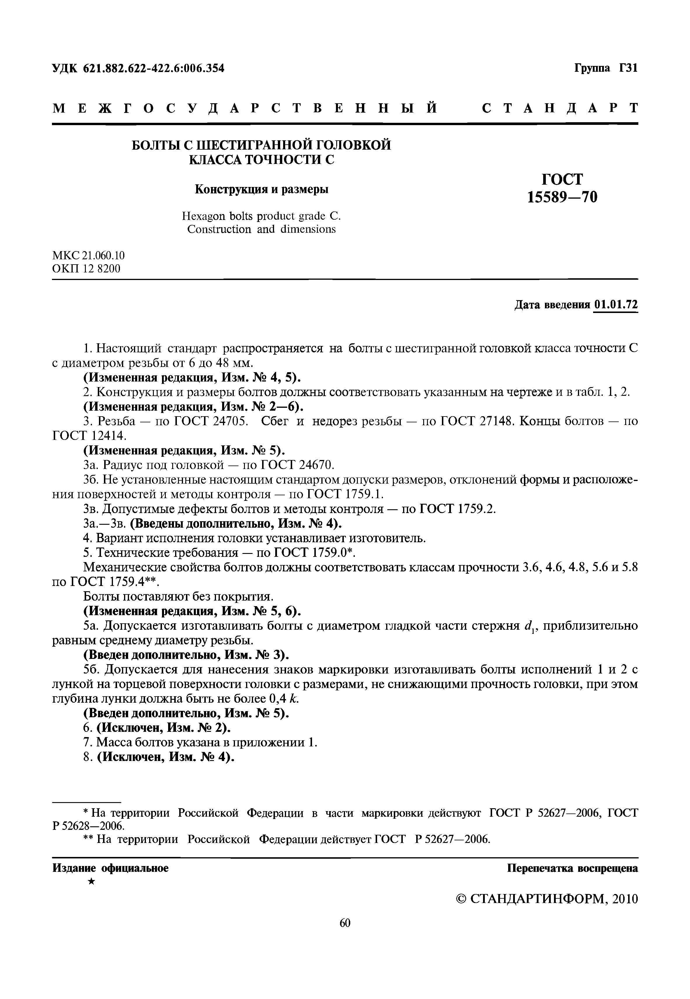 УДК 621.882.622-422.6:006.354 Группа Г31
МЕЖГОСУДАРСТВЕННЫЙ СТАНДАРТ
БОЛТЫ С ШЕСТИГРАННОЙ ГОЛОВКОЙ
КЛАССА ТОЧНОСТИ С
Конструкция и размеры
Hexagon bolts product grade C.
Construction and dimensions
ГОСТ
15589—70
МКС 21.060.10
ОКП 12 8200
Дата введения 01.01.72
1. Настоящий стандарт распространяется на болты с шестигранной головкой класса точности С
с диаметром резьбы от 6 до 48 мм.
(Измененная редакция, Изм. № 4, 5).
2. Конструкция и размеры болтов должны соответствовать указанным на чертеже и в табл. 1, 2.
(Измененная редакция, Изм. № 2—6).
3. Резьба — по ГОСТ 24705. Сбег и недорез резьбы — по ГОСТ 27148. Концы болтов — по
ГОСТ 12414.
(Измененная редакция, Изм. № 5).
3а. Радиус под головкой — по ГОСТ 24670.
3б. Не установленные настоящим стандартом допуски размеров, отклонений формы и расположе-
ния поверхностей и методы контроля — по ГОСТ 1759.1.
3в. Допустимые дефекты болтов и методы контроля — по ГОСТ 1759.2.
3а.—3в. (Введены дополнительно, Изм. № 4).
4. Вариант исполнения головки устанавливает изготовитель.
5. Технические требования — по ГОСТ 1759.0*.
Механические свойства болтов должны соответствовать классам прочности 3.6, 4.6, 4.8, 5.6 и 5.8
по ГОСТ 1759.4**.
Болты поставляют без покрытия.
(Измененная редакция, Изм. № 5, 6).
5а. Допускается изготавливать болты с диаметром гладкой части стержня d₁, приблизительно
равным среднему диаметру резьбы.
(Введен дополнительно, Изм. № 3).
5б. Допускается для нанесения знаков маркировки изготавливать болты исполнений 1 и 2 с
лункой на торцевой поверхности головки с размерами, не снижающими прочность головки, при этом
глубина лунки должна быть не более 0,4 k.
(Введен дополнительно, Изм. № 5).
6. (Исключен, Изм. № 2).
7. Масса болтов указана в приложении 1.
8. (Исключен, Изм. № 4).
* На территории Российской Федерации в части маркировки действуют ГОСТ Р 52627—2006, ГОСТ
Р 52628—2006.
** На территории Российской Федерации действует ГОСТ Р 52627—2006.
Издание официальное Перепечатка воспрещена
★
© СТАНДАРТИНФОРМ, 2010
60